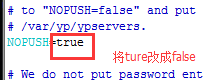 # to "NOPUSH=false" and put
# /var/yp/ypservers.
NOPUSH=true
将ture改成false
# We do not put password ent